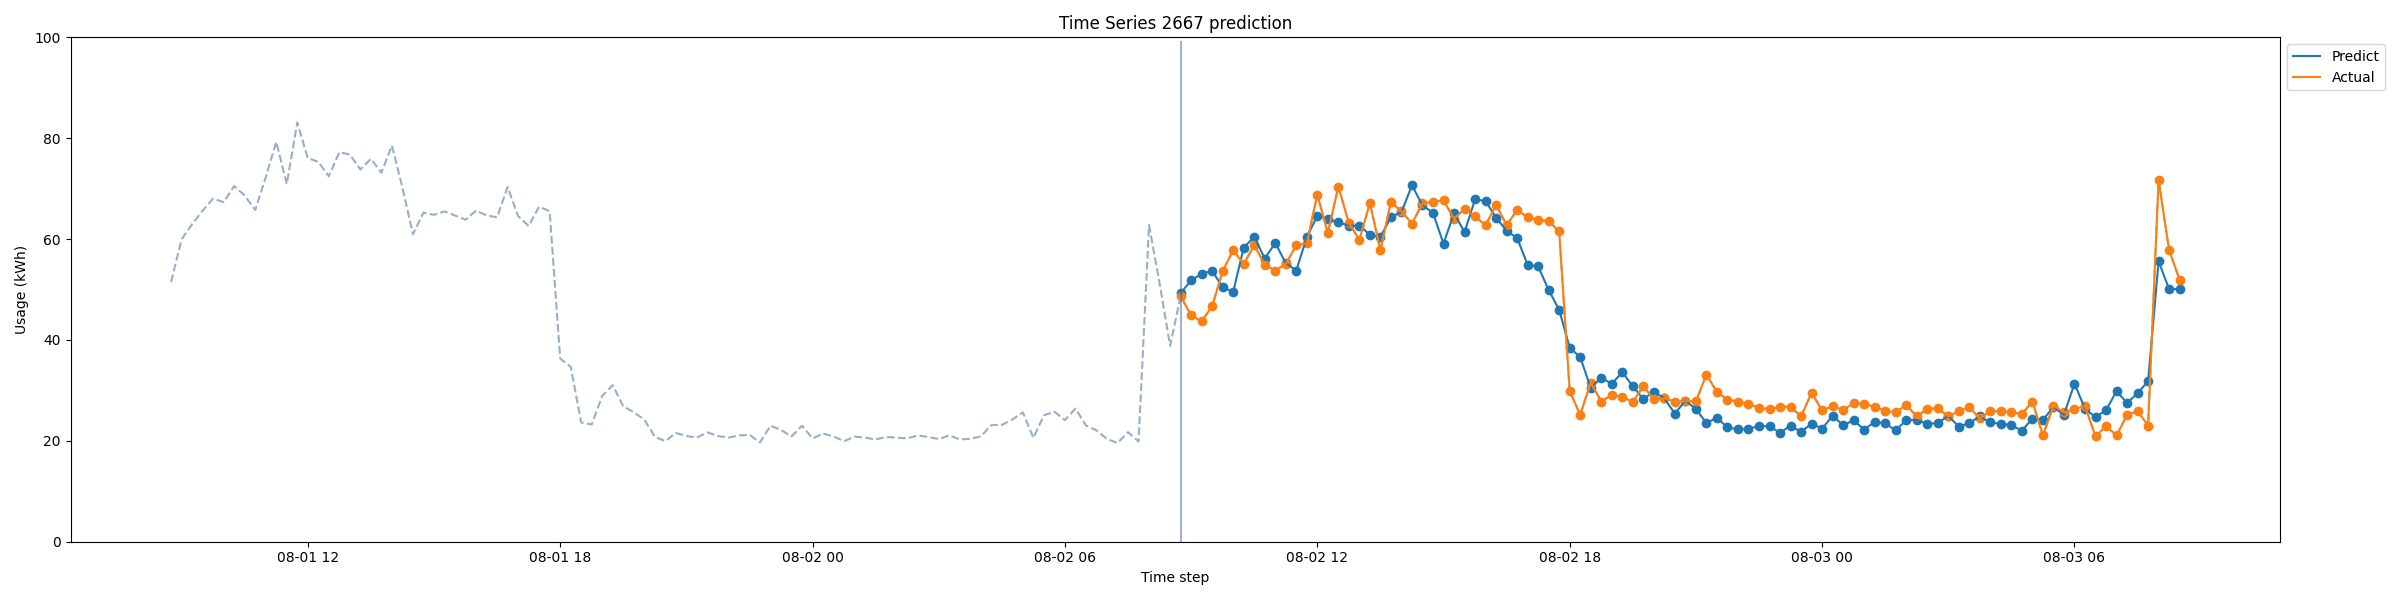 Time Series 2667 prediction
Predict
Actual
Usage (kWh)
100
80
60
40
20
0
08-01 12 08-01 18 08-02 00 08-02 06 08-02 12 08-02 18 08-03 00 08-03 06
Time step